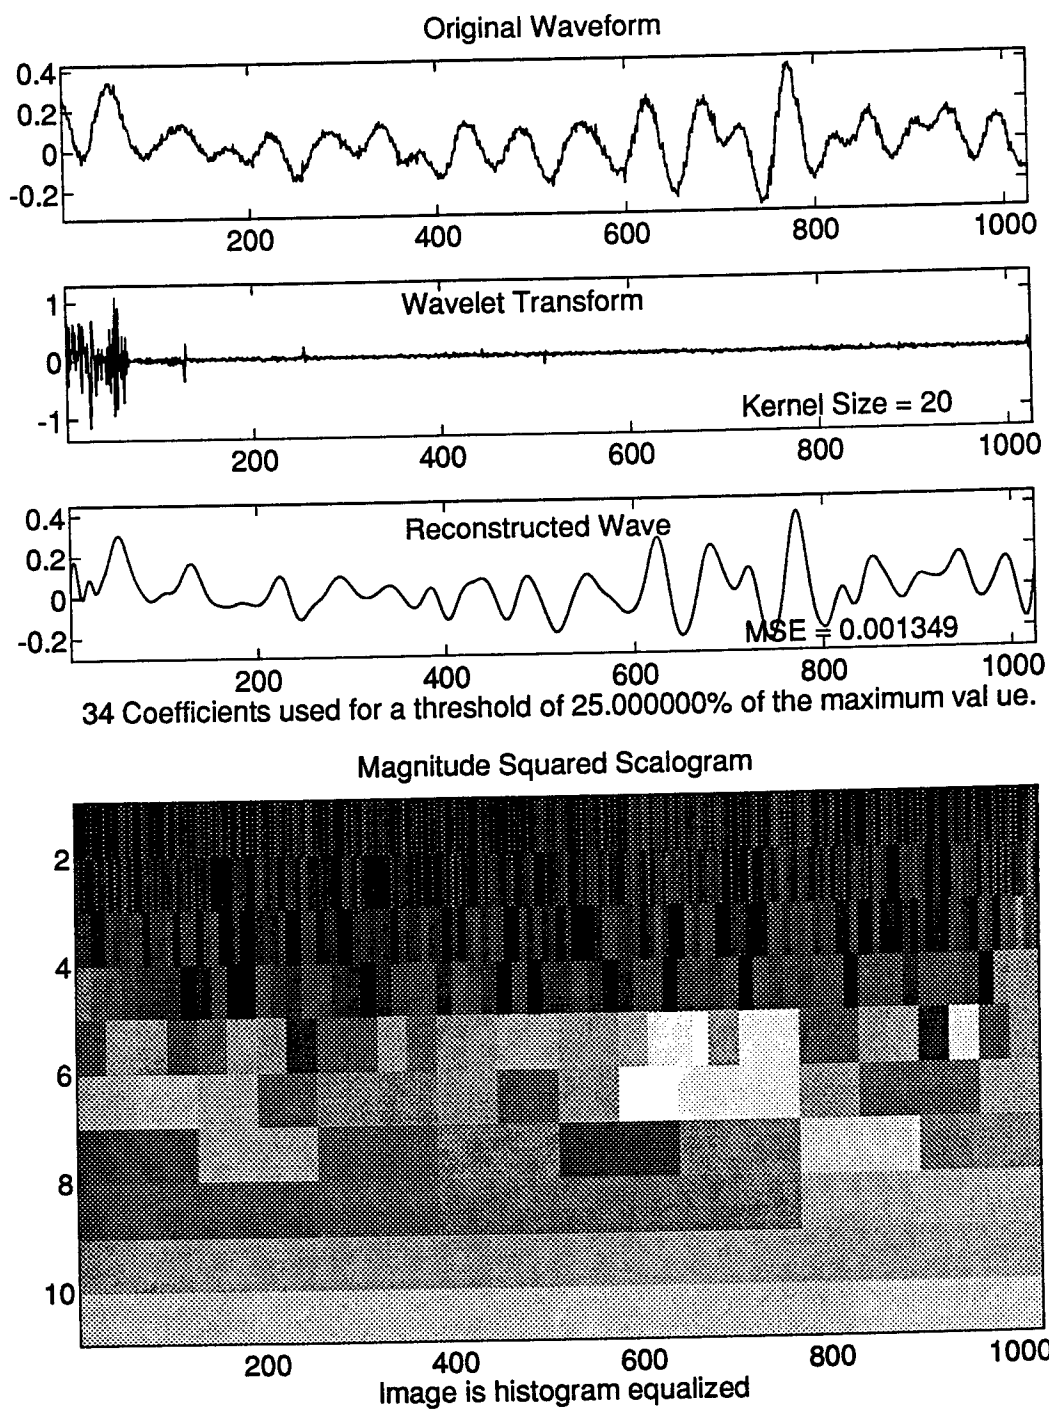 Original Waveform
0.4
0.2
0
-0.2
200 400 600 800 1000
Wavelet Transform
1
0
-1
Kernel Size = 20
200 400 600 800 1000
Reconstructed Wave
0.4
0.2
0
-0.2
MSE = 0.001349
200 400 600 800 1000
34 Coefficients used for a threshold of 25.000000% of the maximum val ue.
Magnitude Squared Scalogram
2
4
6
8
10
200 400 600 800 1000
Image is histogram equalized